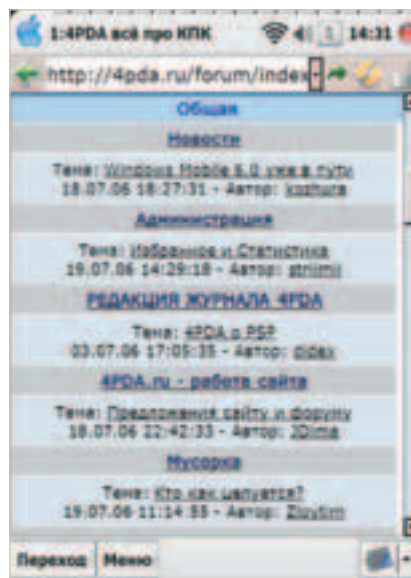 1:4PDA всё про КПК 14:31
http://4pda.ru/forum/index
Общая
Новости
Тема: Windows Mobile 6.0 уже в пути
18.07.06 18:27:31 - Автор: koshura
Администрация
Тема: Избранное и Статистика
19.07.06 14:29:18 - Автор:
РЕДАКЦИЯ ЖУРНАЛА 4PDA
Тема: 4PDA о PSP
03.07.06 17:05:35 - Автор:
4PDA.ru - работа сайта
Тема: Предложения сайту и форуму
18.07.06 22:42:33 - Автор: JDima
Мусорка
Тема: Кто как целуется?
19.07.06 11:14:55 - Автор:
Переход Меню